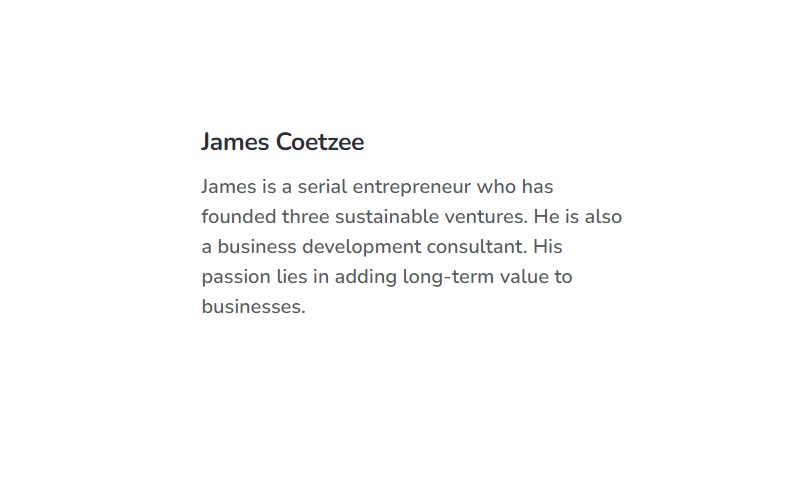 James Coetzee
James is a serial entrepreneur who has
founded three sustainable ventures. He is also
a business development consultant. His
passion lies in adding long-term value to
businesses.